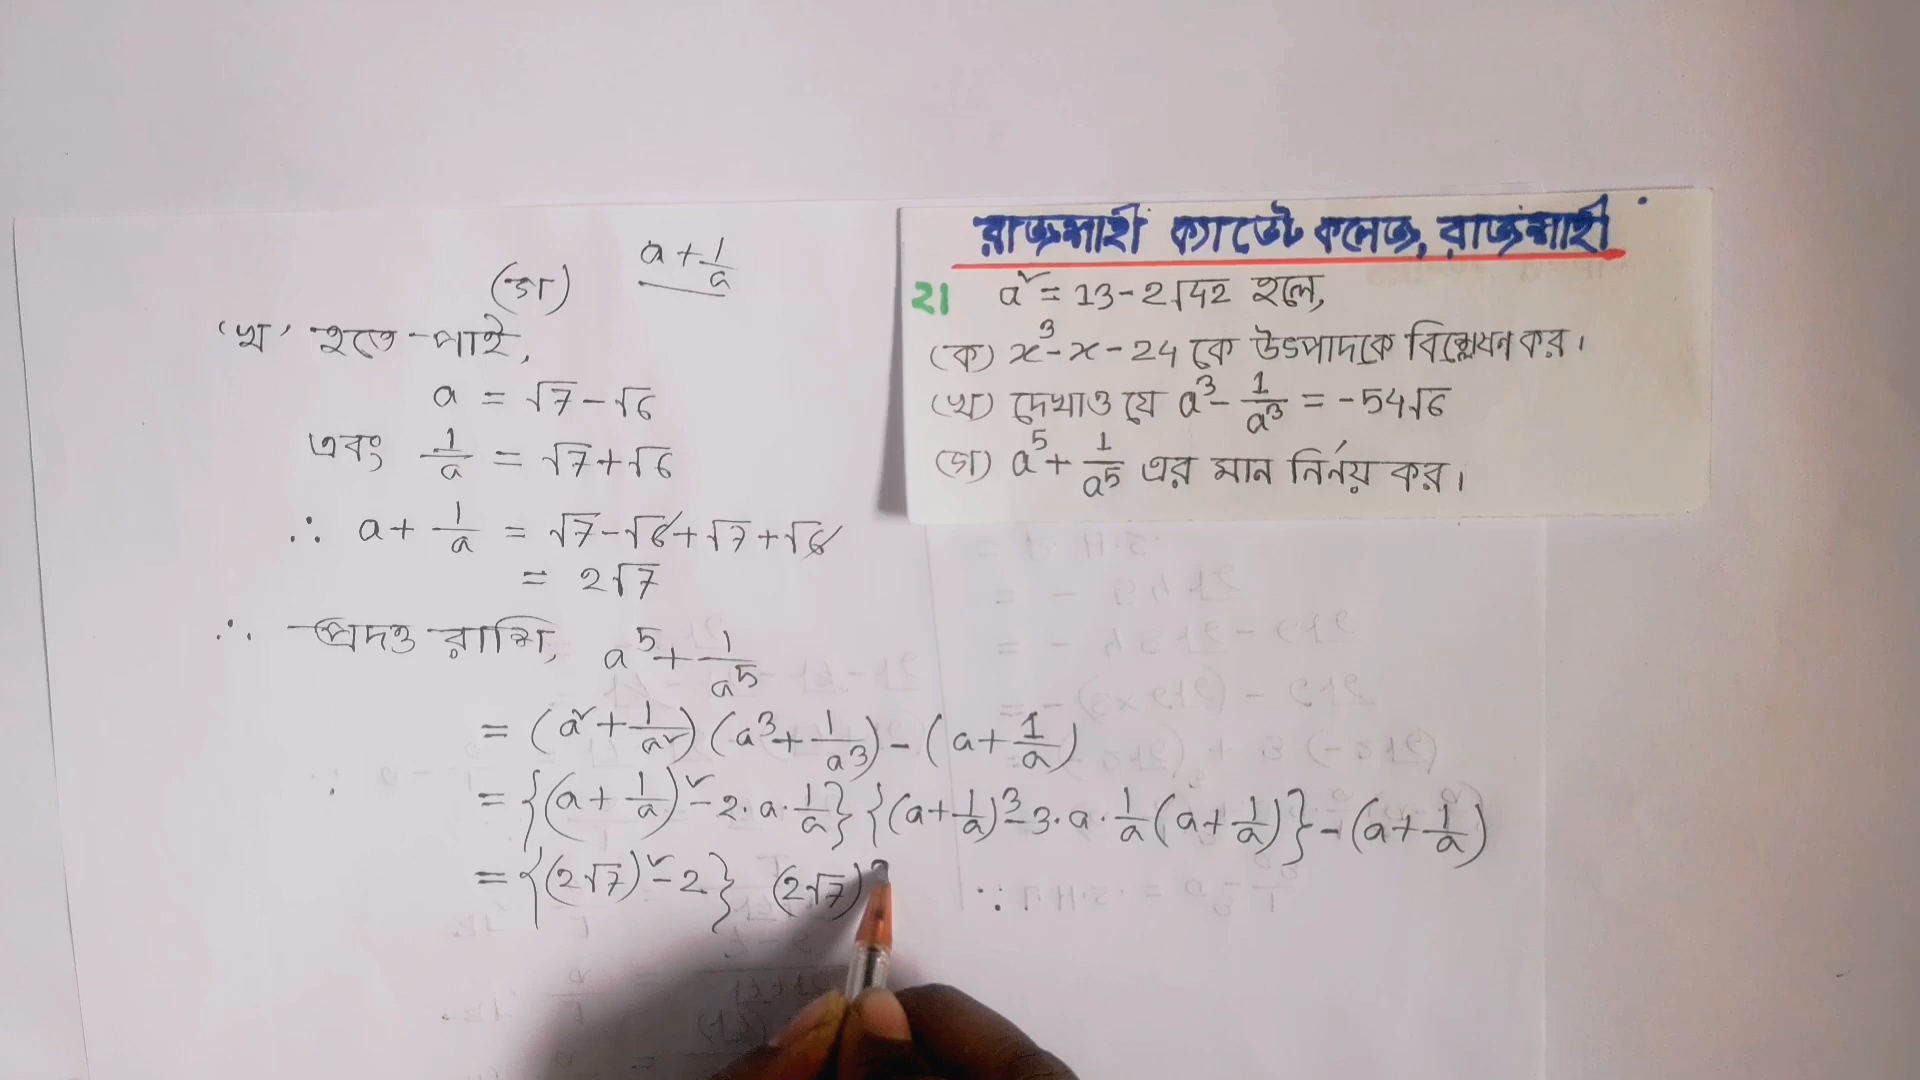 রাজশাহী ক্যাডেট কলেজ, রাজশাহী
২১ a² = 13 - 2√42 হলে,
(ক) x³ - x - 24 কে উৎপাদকে বিশ্লেষণ কর।
(খ) দেখাও যে a³ - 1/a³ = -54√6
(গ) a⁵ + 1/a⁵ এর মান নির্নয় কর।
(গ) a + 1/a
'খ' হতে পাই,
a = √7 - √6
এবং 1/a = √7 + √6
∴ a + 1/a = √7 - √6 + √7 + √6
= 2√7
∴ প্রদত্ত রাশি, a⁵ + 1/a⁵
= (a² + 1/a²) (a³ + 1/a³) - (a + 1/a)
= {(a + 1/a)² - 2·a·1/a} {(a + 1/a)³ - 3·a·1/a (a + 1/a)} - (a + 1/a)
= {(2√7)² - 2} (2√7)